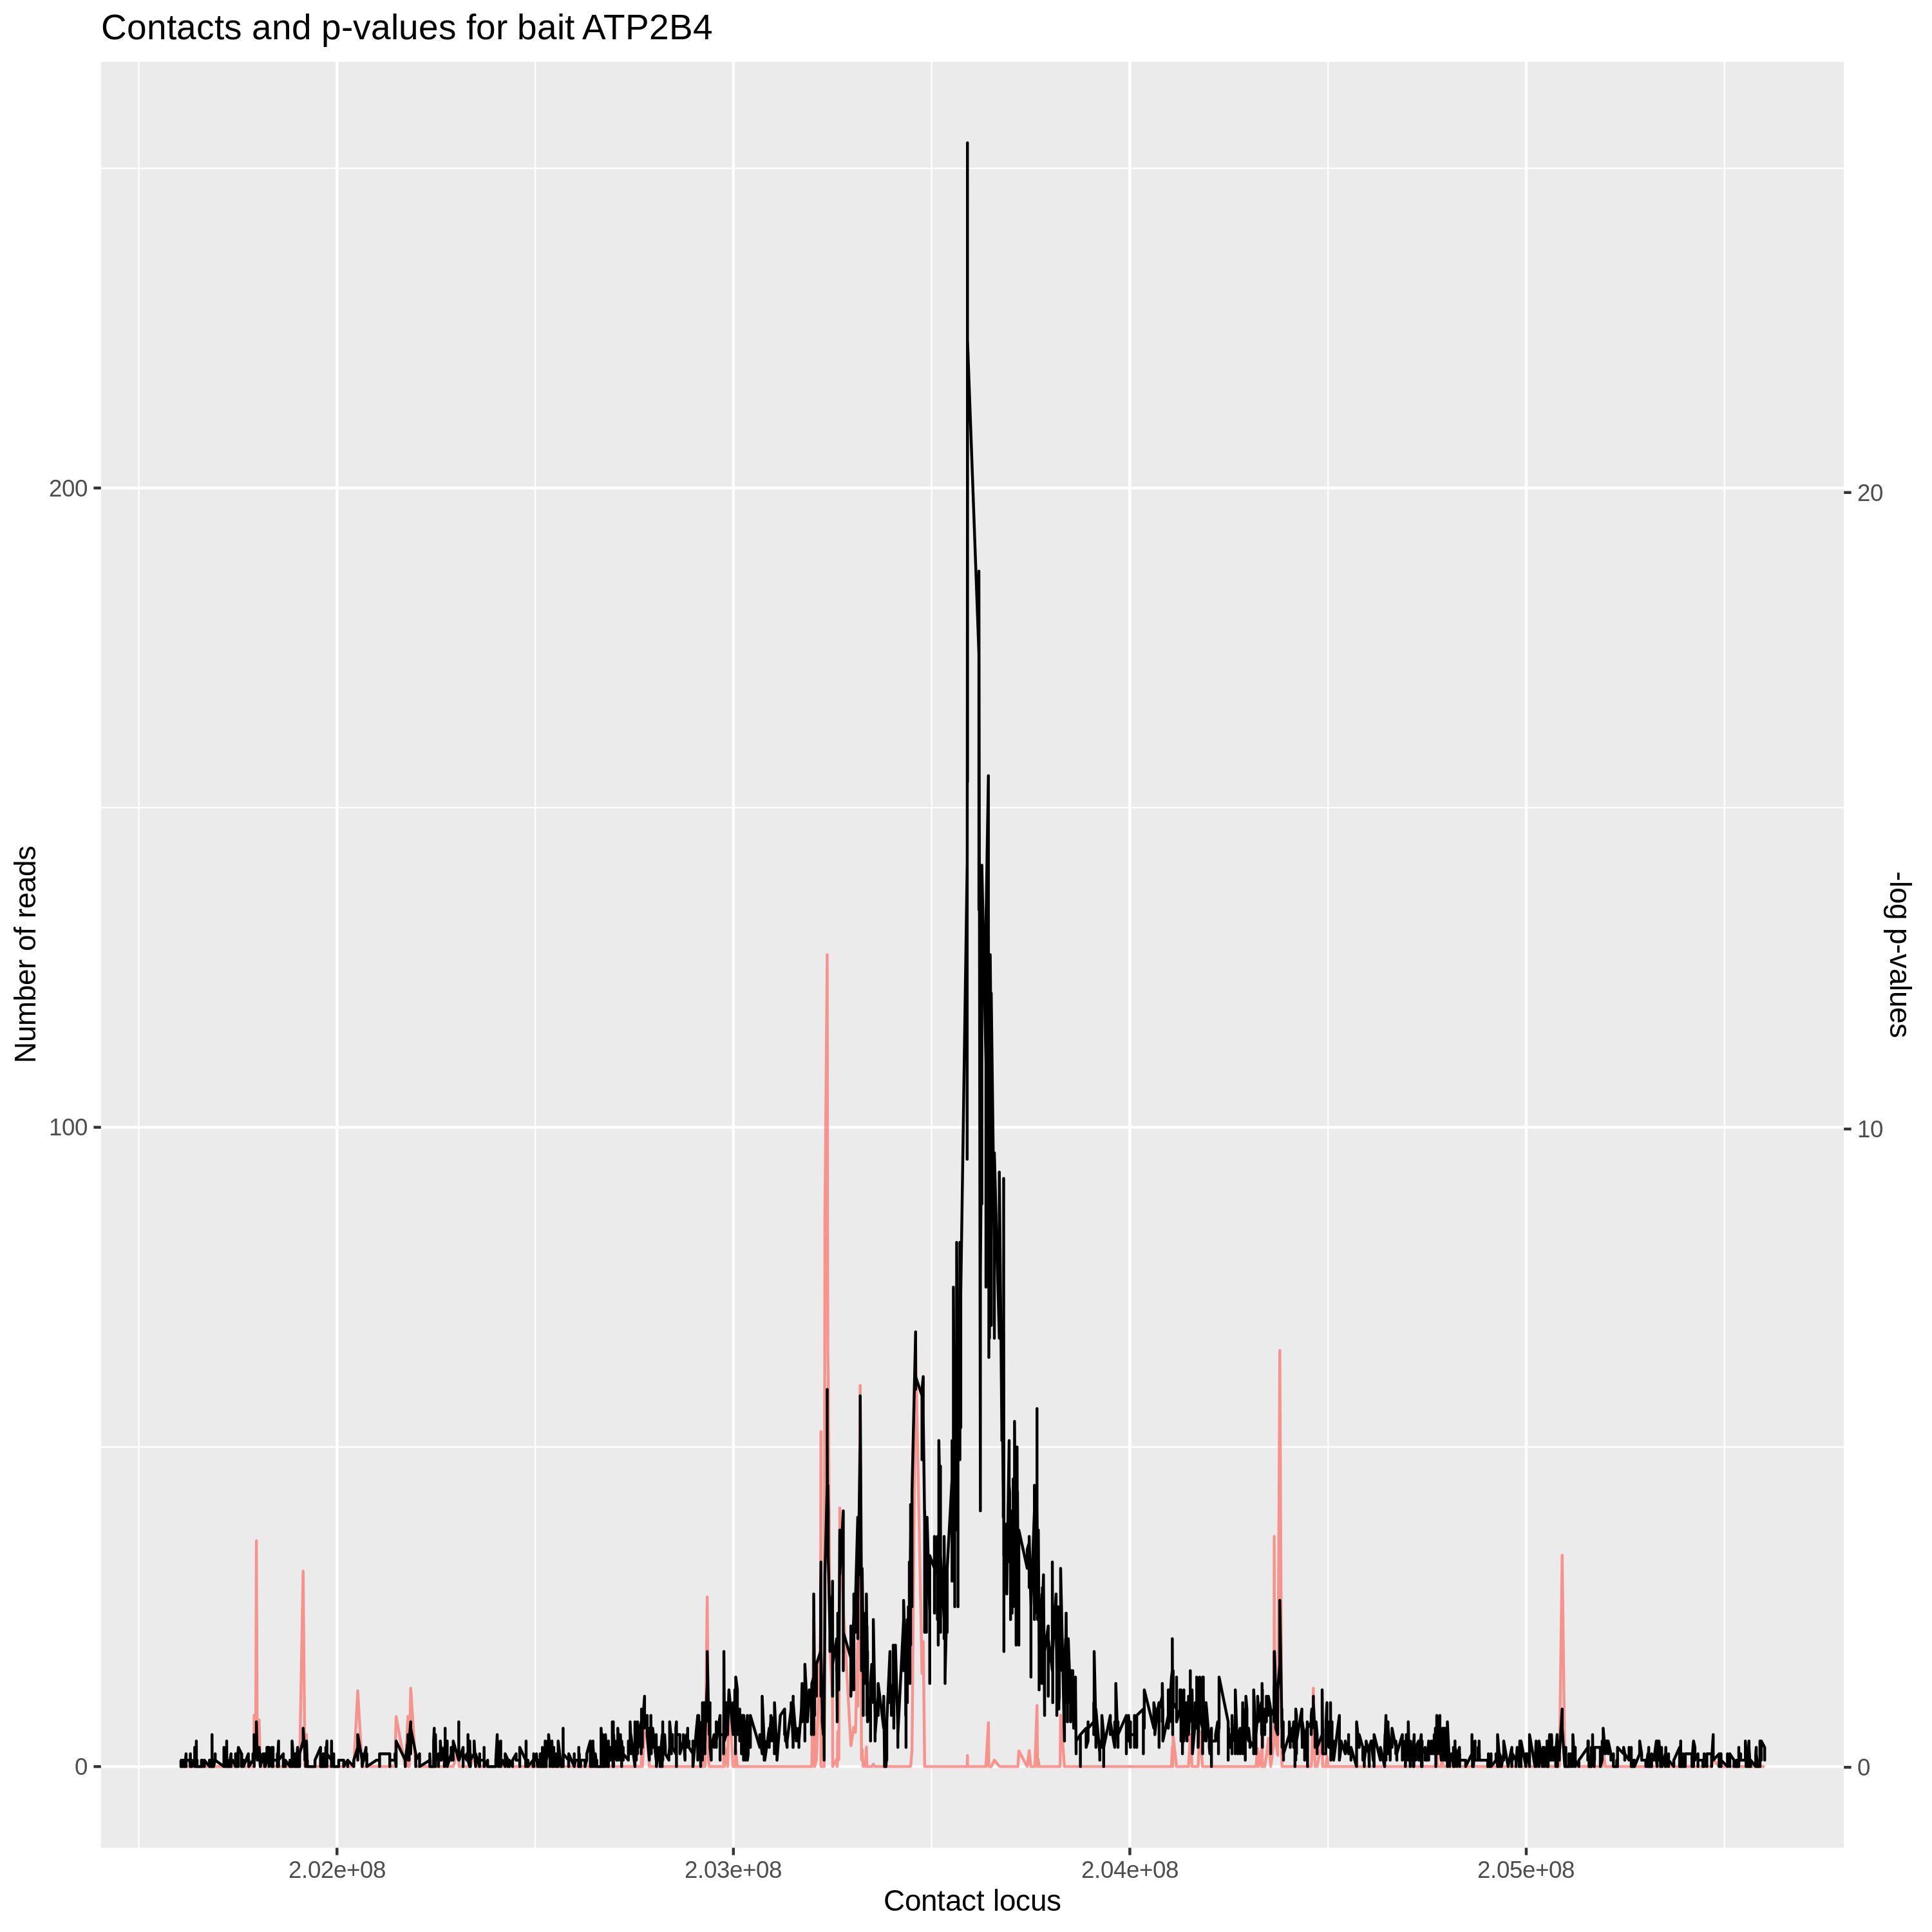 Contacts and p-values for bait ATP2B4
Number of reads
200
100
0
20
10
0
-log p-values
2.02e+08
2.03e+08
2.04e+08
2.05e+08
Contact locus